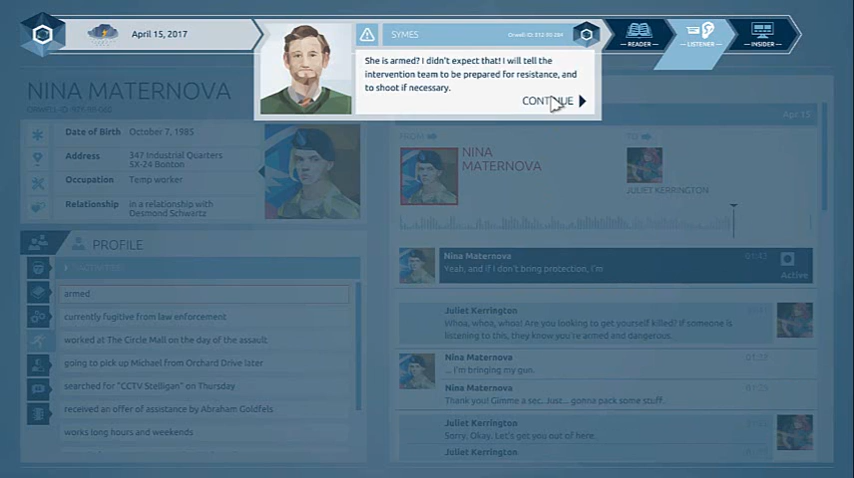 April 15, 2017
SYMES
She is armed? I didn't expect that! I will tell the
intervention team to be prepared for resistance, and
to shoot if necessary.
CONTINUE
READER
LISTENER
INSIDER
NINA MATERNOVA
Date of Birth October 7, 1985
Address 347 Industrial Quarters
SX-24 Bonton
Occupation Temp worker
Relationship in a relationship with
Desmond Schwartz
PROFILE
ACTIVITIES
armed
currently fugitive from law enforcement
worked at The Circle Mall on the day of the assault
going to pick up Michael from Orchard Drive later
searched for "CCTV Stelligan" on Thursday
received an offer of assistance by Abraham Goldfels
works long hours and weekends
Apr 15
FROM
TO
NINA
MATERNOVA
JULIET KERRINGTON
Nina Maternova
Yeah, and if I don't bring protection, I'm
Active
Juliet Kerrington
Whoa, whoa, whoa! Are you looking to get yourself killed? If someone is
listening to this, they know you're armed and dangerous.
Nina Maternova
... I'm bringing my gun.
Nina Maternova
Thank you! Gimme a sec. Just... gonna pack some stuff.
Juliet Kerrington
Sorry. Okay. Let's get you out of here.
Juliet Kerrington